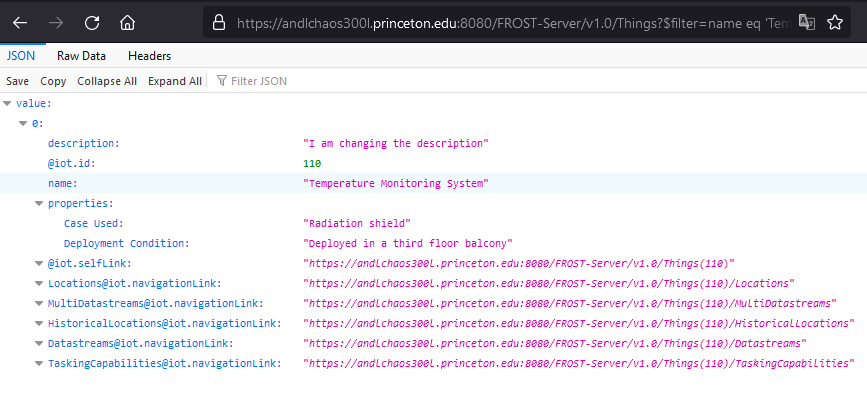 https://andlchaos300l.princeton.edu:8080/FROST-Server/v1.0/Things?$filter=name eq 'Tem
JSON Raw Data Headers
Save Copy Collapse All Expand All Filter JSON
value:
0:
description: "I am changing the description"
@iot.id: 110
name: "Temperature Monitoring System"
properties:
Case Used: "Radiation shield"
Deployment Condition: "Deployed in a third floor balcony"
@iot.selfLink: "https://andlchaos300l.princeton.edu:8080/FROST-Server/v1.0/Things(110)"
Locations@iot.navigationLink: "https://andlchaos300l.princeton.edu:8080/FROST-Server/v1.0/Things(110)/Locations"
MultiDatastreams@iot.navigationLink: "https://andlchaos300l.princeton.edu:8080/FROST-Server/v1.0/Things(110)/MultiDatastreams"
HistoricalLocations@iot.navigationLink: "https://andlchaos300l.princeton.edu:8080/FROST-Server/v1.0/Things(110)/HistoricalLocations"
Datastreams@iot.navigationLink: "https://andlchaos300l.princeton.edu:8080/FROST-Server/v1.0/Things(110)/Datastreams"
TaskingCapabilities@iot.navigationLink: "https://andlchaos300l.princeton.edu:8080/FROST-Server/v1.0/Things(110)/TaskingCapabilities"